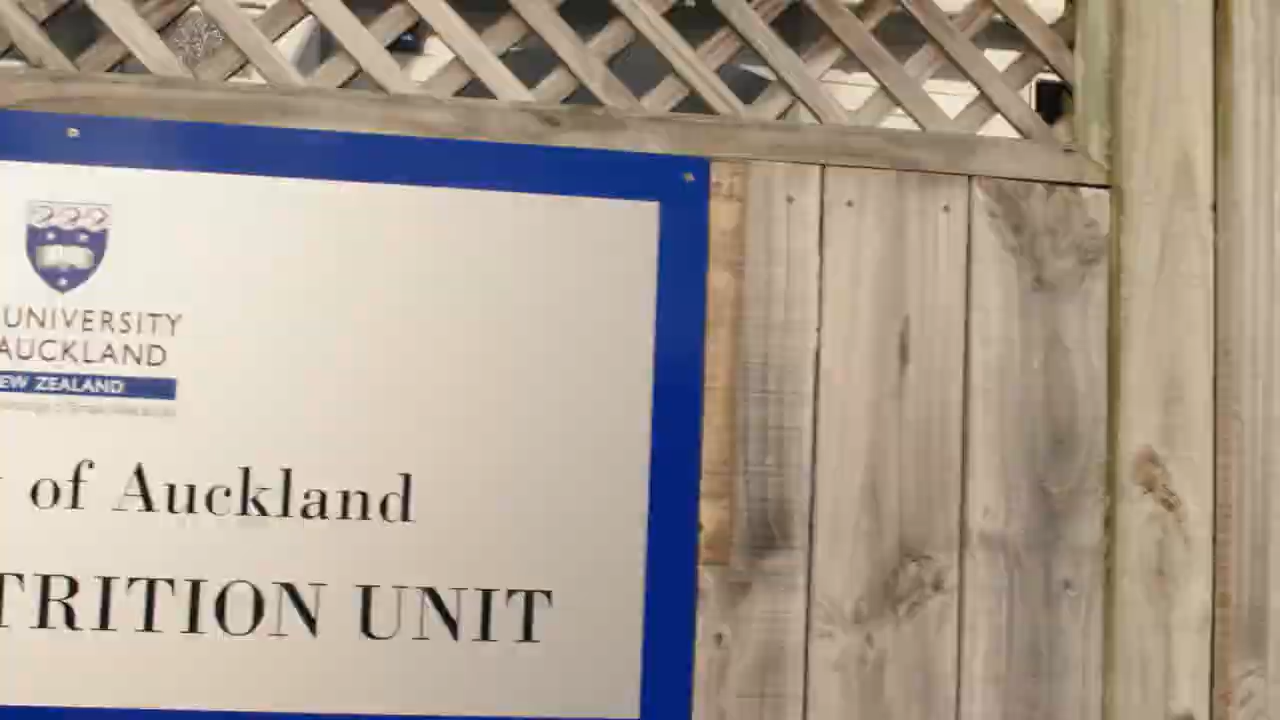 UNIVERSITY
AUCKLAND
EW ZEALAND
of Auckland
TRITION UNIT